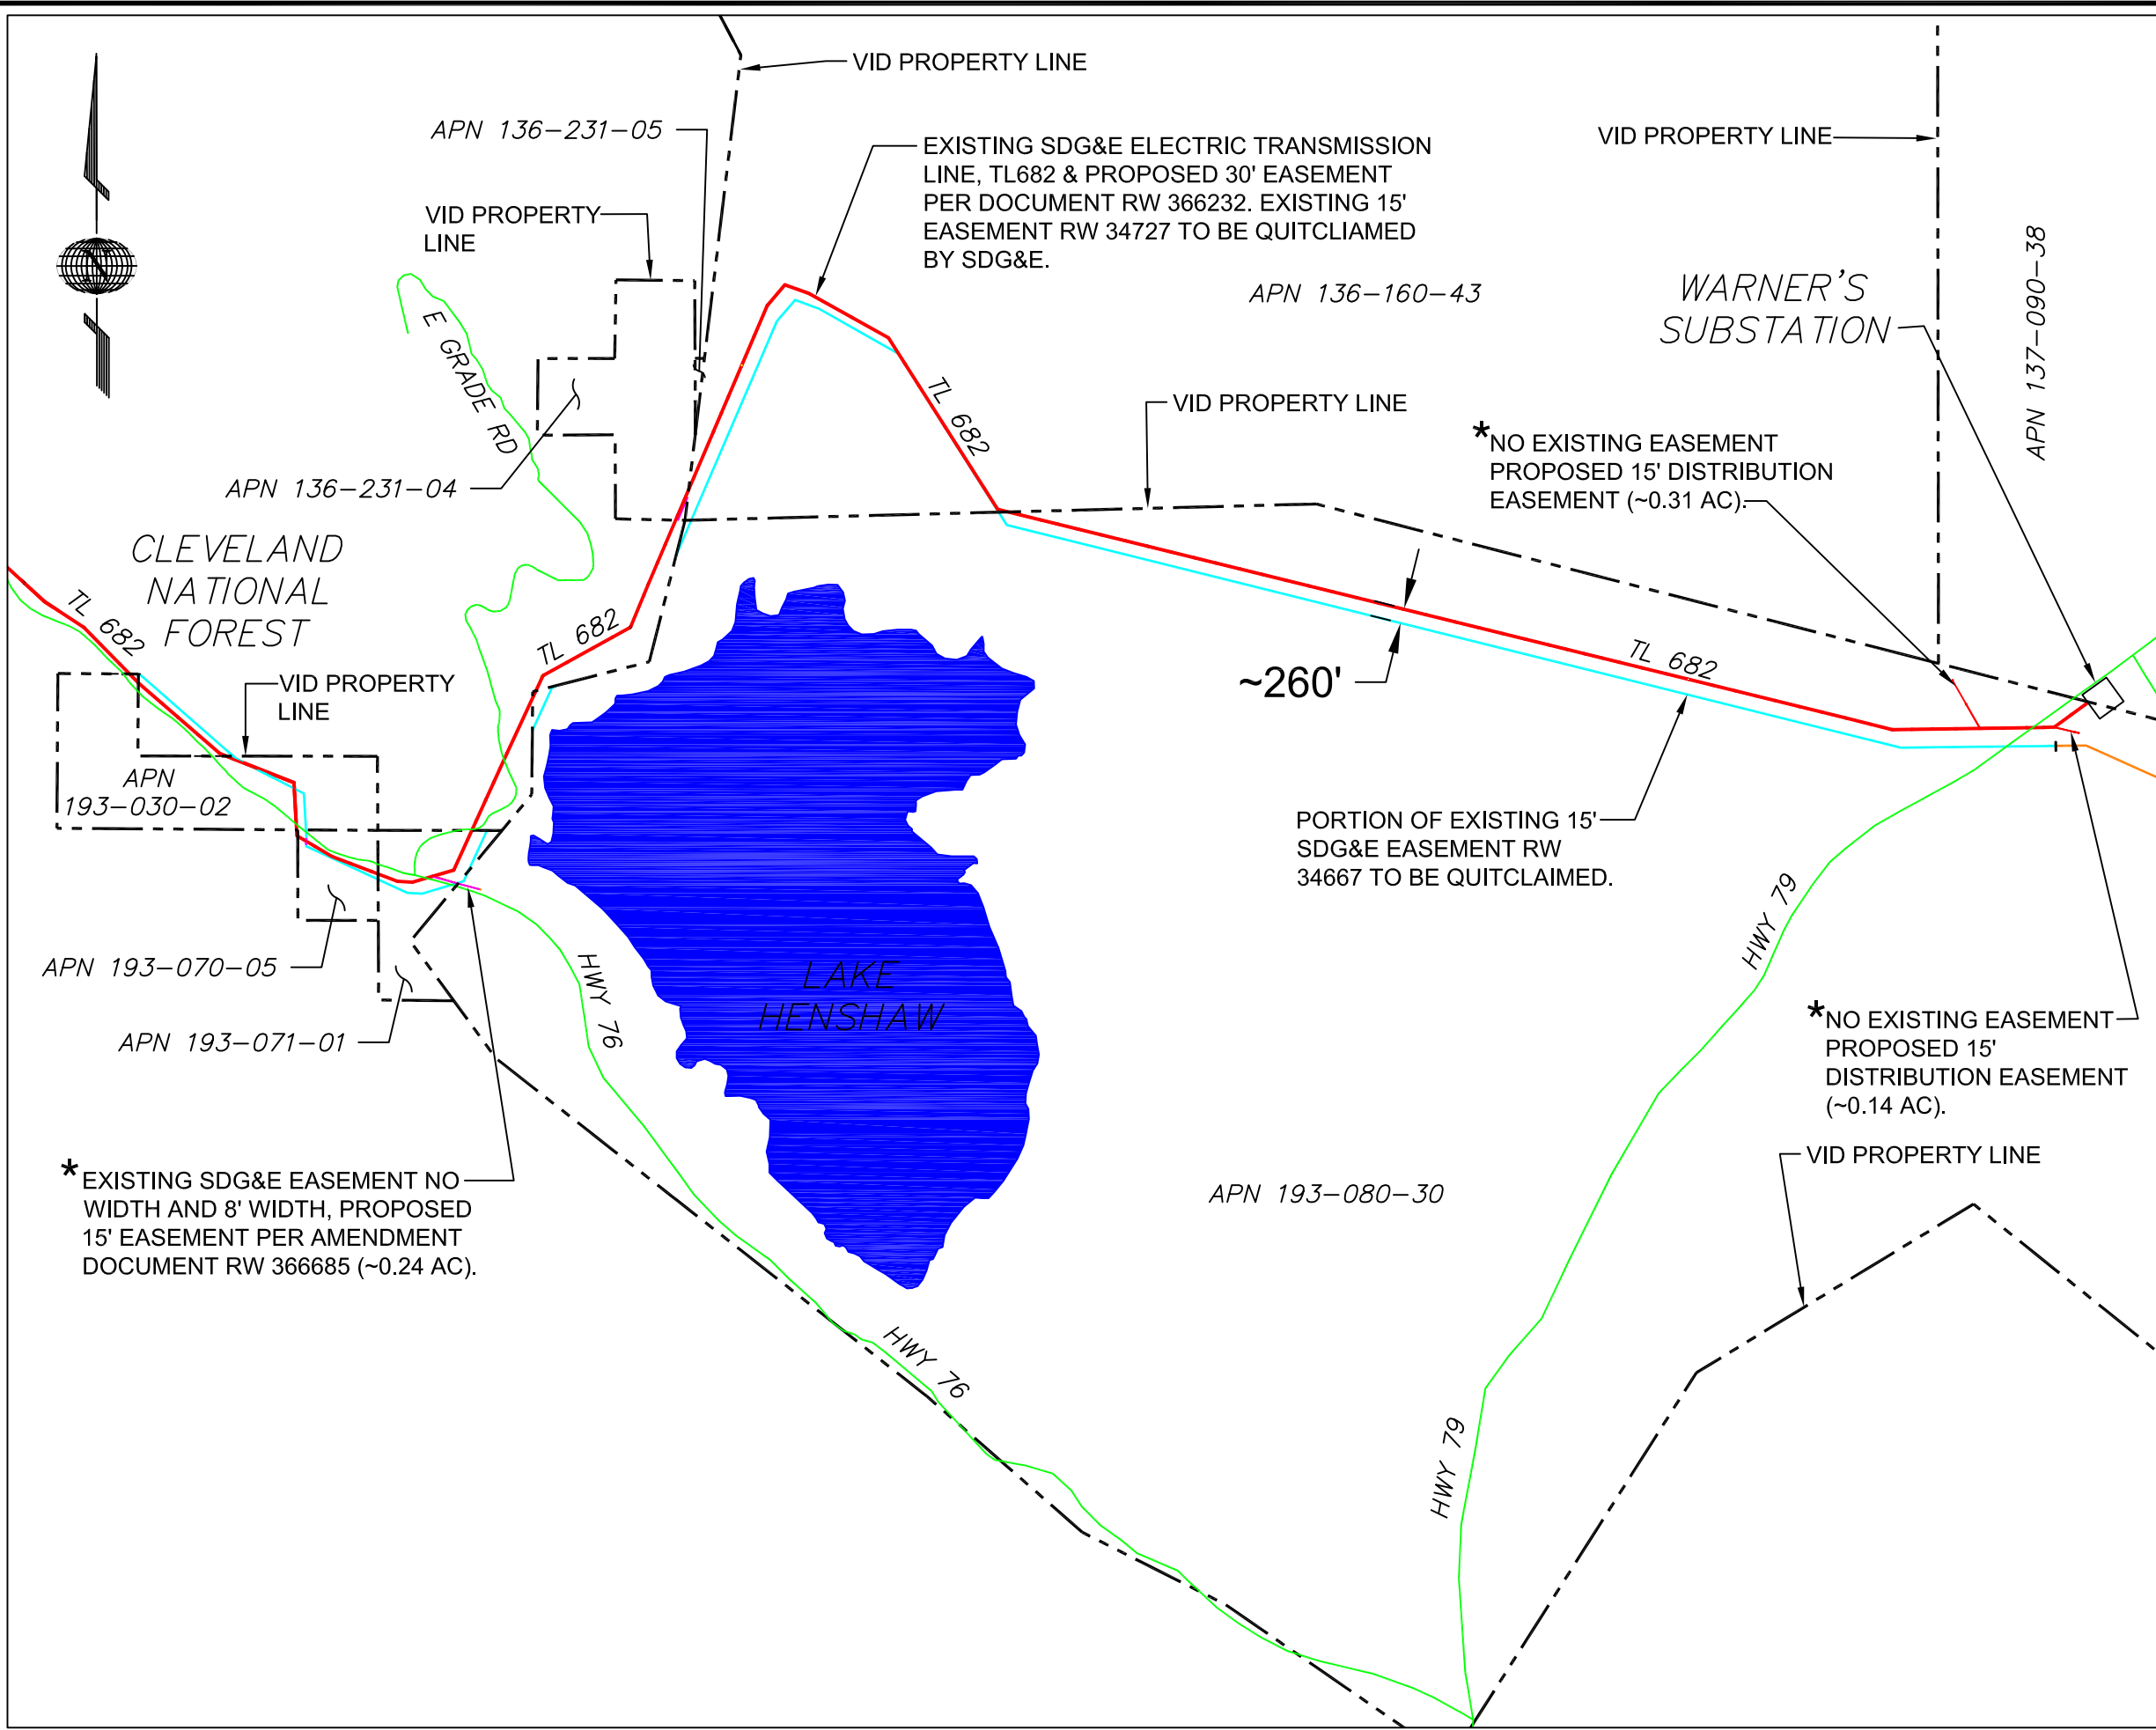 VID PROPERTY LINE
APN 136-231-05
EXISTING SDG&E ELECTRIC TRANSMISSION
LINE, TL682 & PROPOSED 30' EASEMENT
PER DOCUMENT RW 366232. EXISTING 15'
EASEMENT RW 34727 TO BE QUITCLIAMED
BY SDG&E.
VID PROPERTY LINE
VID PROPERTY
LINE
APN 136-160-43
WARNER'S
SUBSTATION
APN 137-090-38
E GRADE RD
TL 682
VID PROPERTY LINE
*NO EXISTING EASEMENT
PROPOSED 15' DISTRIBUTION
EASEMENT (~0.31 AC).
APN 136-231-04
CLEVELAND
NATIONAL
FOREST
TL 682
TL 682
TL 682
~260'
VID PROPERTY
LINE
APN
193-030-02
PORTION OF EXISTING 15'
SDG&E EASEMENT RW
34667 TO BE QUITCLAIMED.
HWY 79
APN 193-070-05
HWY 76
LAKE
HENSHAW
APN 193-071-01
*NO EXISTING EASEMENT
PROPOSED 15'
DISTRIBUTION EASEMENT
(~0.14 AC).
VID PROPERTY LINE
*EXISTING SDG&E EASEMENT NO
WIDTH AND 8' WIDTH, PROPOSED
15' EASEMENT PER AMENDMENT
DOCUMENT RW 366685 (~0.24 AC).
APN 193-080-30
HWY 76
HWY 79